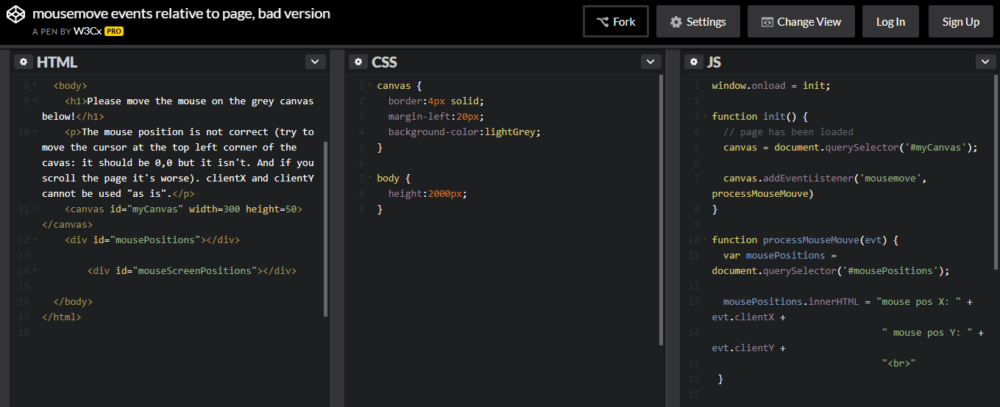 mousemove events relative to page, bad version
A PEN BY W3Cx PRO
Fork
Settings
Change View
Log In
Sign Up
HTML
8 <body>
9 <h1>Please move the mouse on the grey canvas
below!</h1>
10 <p>The mouse position is not correct (try to
move the cursor at the top left corner of the
cavas: it should be 0,0 but it isn't. And if you
scroll the page it's worse). clientX and clientY
cannot be used "as is".</p>
11 <canvas id="myCanvas" width=300 height=50>
</canvas>
12 <div id="mousePositions"></div>
13
14 <div id="mouseScreenPositions"></div>
15
16 </body>
17 </html>
18
CSS
1 canvas {
2 border:4px solid;
3 margin-left:20px;
4 background-color:lightGrey;
5 }
6
7 body {
8 height:2000px;
9 }
JS
1 window.onload = init;
2
3 function init() {
4 // page has been loaded
5 canvas = document.querySelector('#myCanvas');
6
7 canvas.addEventListener('mousemove',
processMouseMouve)
8 }
9
10 function processMouseMouve(evt) {
11 var mousePositions =
document.querySelector('#mousePositions');
12
13 mousePositions.innerHTML = "mouse pos X: " +
evt.clientX +
14 " mouse pos Y: " +
evt.clientY +
15 "<br>"
16 }
17